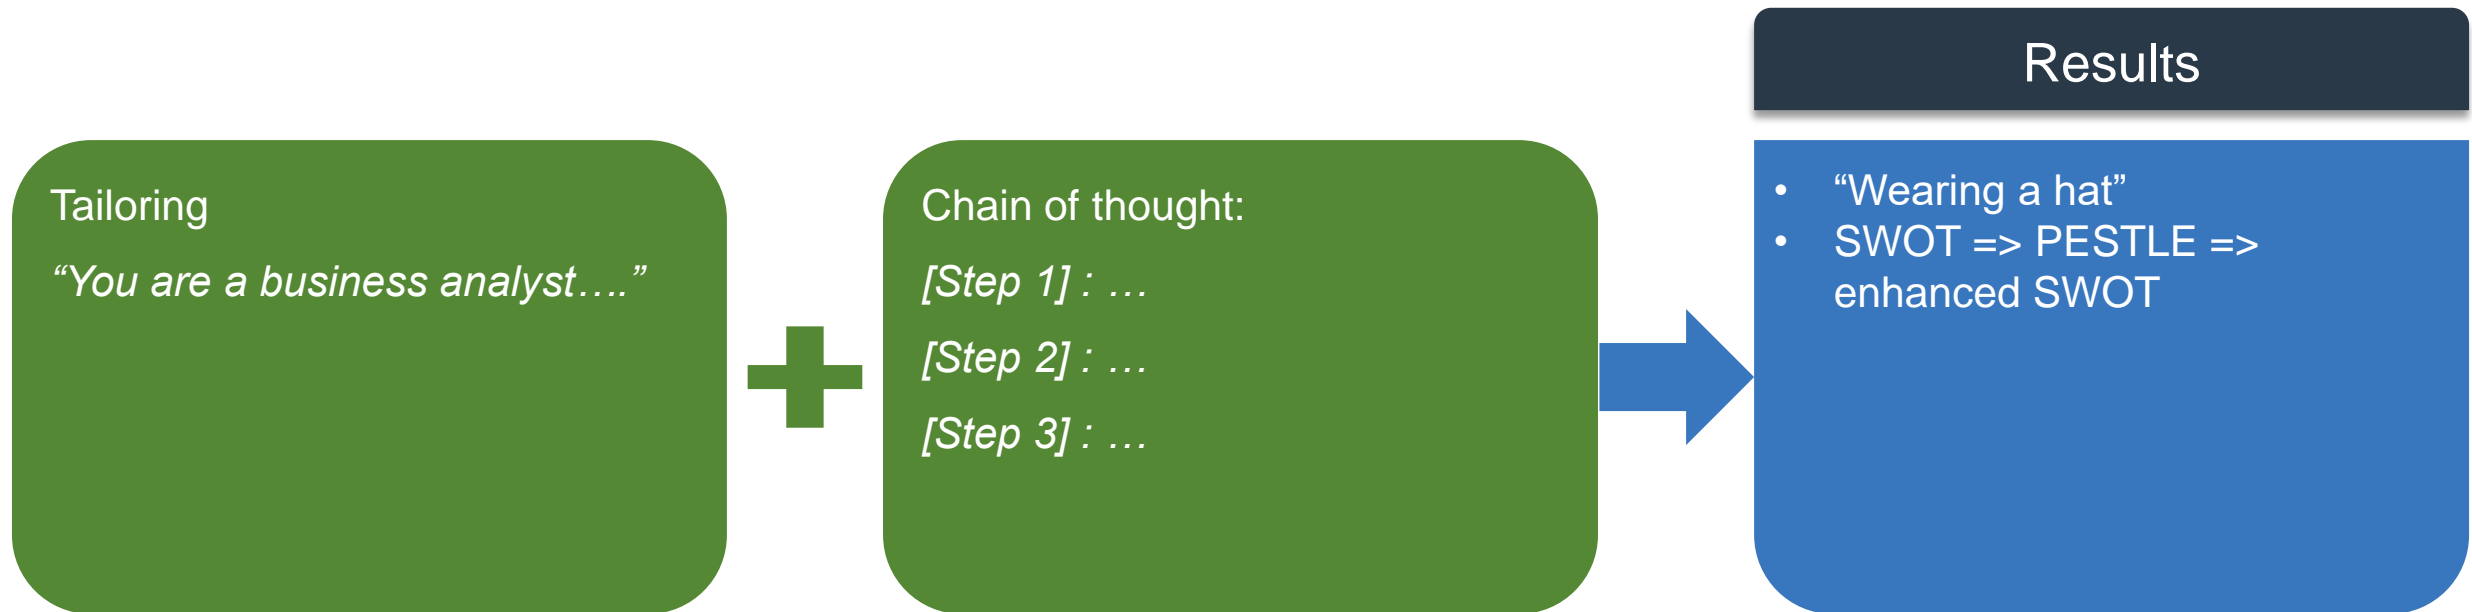 Results
Tailoring
“You are a business analyst….”
Chain of thought:
[Step 1] : …
[Step 2] : …
[Step 3] : …
• “Wearing a hat”
• SWOT => PESTLE =>
enhanced SWOT